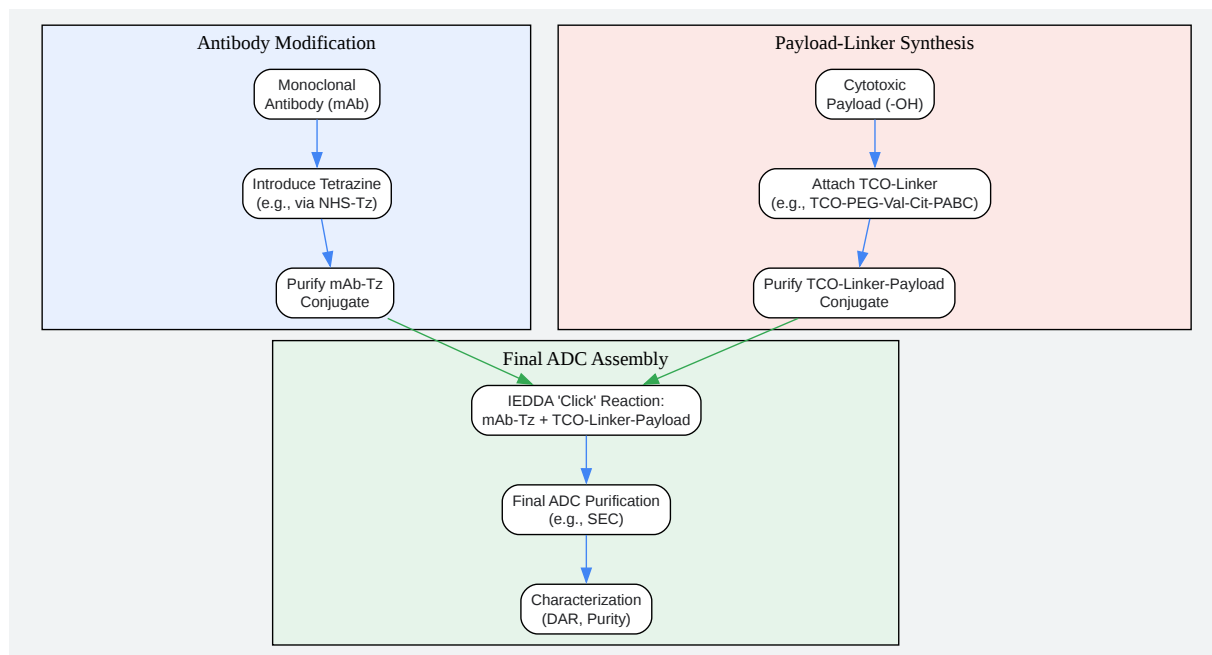 Antibody Modification
Monoclonal
Antibody (mAb)
Introduce Tetrazine
(e.g., via NHS-Tz)
Purify mAb-Tz
Conjugate
Payload-Linker Synthesis
Cytotoxic
Payload (-OH)
Attach TCO-Linker
(e.g., TCO-PEG-Val-Cit-PABC)
Purify TCO-Linker-Payload
Conjugate
Final ADC Assembly
IEDDA 'Click' Reaction:
mAb-Tz + TCO-Linker-Payload
Final ADC Purification
(e.g., SEC)
Characterization
(DAR, Purity)